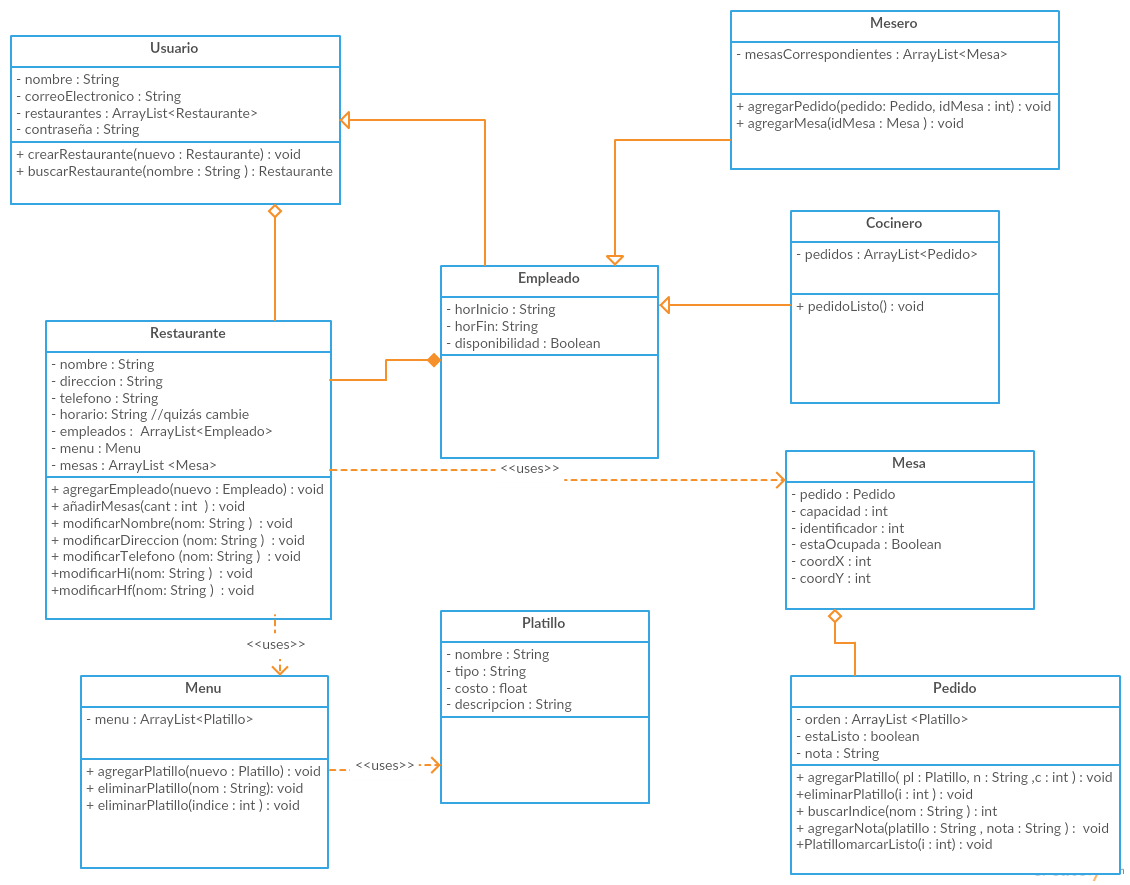 Usuario
- nombre : String
- correoElectronico : String
- restaurantes : ArrayList<Restaurante>
- contraseña : String
+ crearRestaurante(nuevo : Restaurante) : void
+ buscarRestaurante(nombre : String ) : Restaurante
Mesero
- mesasCorrespondientes : ArrayList<Mesa>
+ agregarPedido(pedido: Pedido, idMesa : int) : void
+ agregarMesa(idMesa : Mesa ) : void
Cocinero
- pedidos : ArrayList<Pedido>
+ pedidoListo() : void
Empleado
- horInicio : String
- horFin: String
- disponibilidad : Boolean
Restaurante
- nombre : String
- direccion : String
- telefono : String
- horario: String //quizás cambie
- empleados :  ArrayList<Empleado>
- menu : Menu
- mesas : ArrayList <Mesa>
+ agregarEmpleado(nuevo : Empleado) : void
+ añadirMesas(cant : int  ) : void
+ modificarNombre(nom: String )  : void
+ modificarDireccion (nom: String )  : void
+ modificarTelefono (nom: String )  : void
+modificarHi(nom: String )  : void
+modificarHf(nom: String )  : void
<<uses>>
Mesa
- pedido : Pedido
- capacidad : int
- identificador : int
- estaOcupada : Boolean
- coordX : int
- coordY : int
<<uses>>
Menu
- menu : ArrayList<Platillo>
+ agregarPlatillo(nuevo : Platillo) : void
+ eliminarPlatillo(nom : String): void
+ eliminarPlatillo(indice : int ) : void
<<uses>>
Platillo
- nombre : String
- tipo : String
- costo : float
- descripcion : String
Pedido
- orden : ArrayList <Platillo>
- estaListo : boolean
- nota : String
+ agregarPlatillo( pl : Platillo, n : String ,c : int ) : void
+eliminarPlatillo(i : int ) : void
+ buscarIndice(nom : String ) : int
+ agregarNota(platillo : String , nota : String ) :  void
+PlatillomarcarListo(i : int) : void